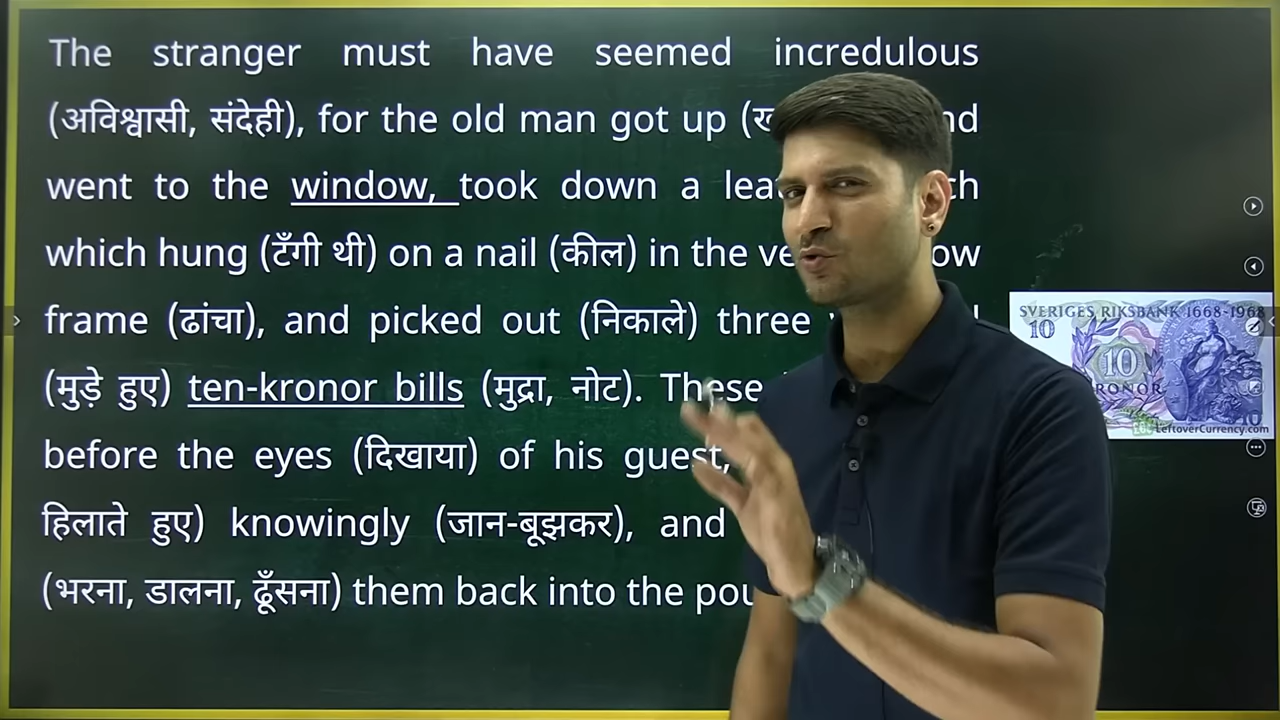 The stranger must have seemed incredulous
(अविश्वासी, संदेही), for the old man got up
went to the window, took down a
which hung (टँगी थी) on a nail (कील) in the
frame (ढांचा), and picked out (निकाले) three
(मुड़े हुए) ten-kronor bills (मुद्रा, नोट). These
before the eyes (दिखाया) of his guest,
हिलाते हुए) knowingly (जान-बूझकर), and
(भरना, डालना, ढूँसना) them back into the
SVERIGES RIKSBANK 1668-1968
10
10
KRONOR
10
LeftoverCurrency.com